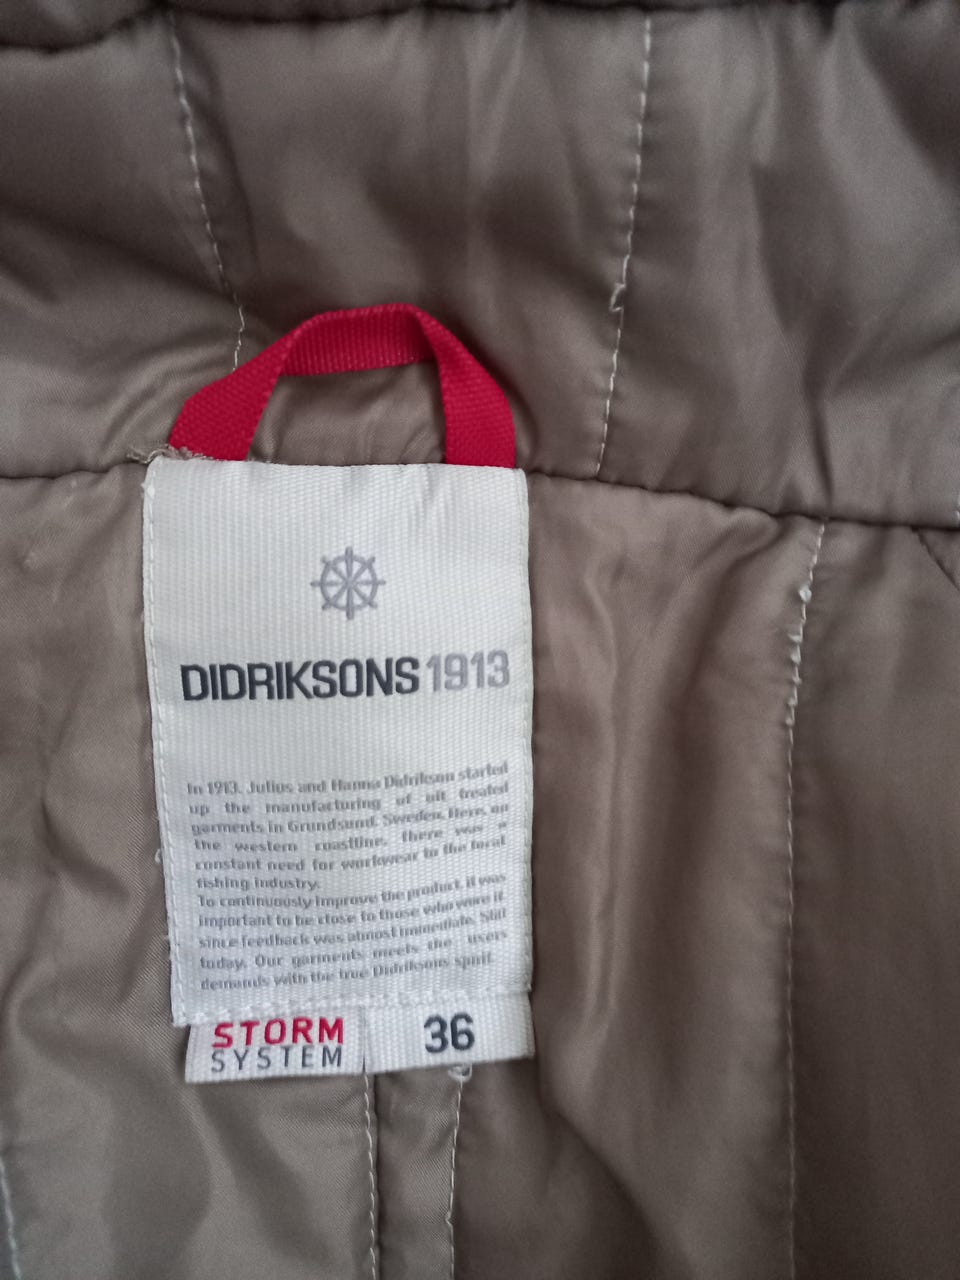 DIDRIKSONS 1913
In 1913, Julius and Hanna Didrikson started
up the manufacturing of oil treated
garments in Grundsund, Sweden. Here, on
the western coastline, there was a
constant need for workwear to the local
fishing industry.
To continuously improve the product, it was
important to be close to those who wore it
since feedback was almost immediate. Still
today. Our garments meets the users
demands with the true Didriksons spirit.
STORM
SYSTEM
36